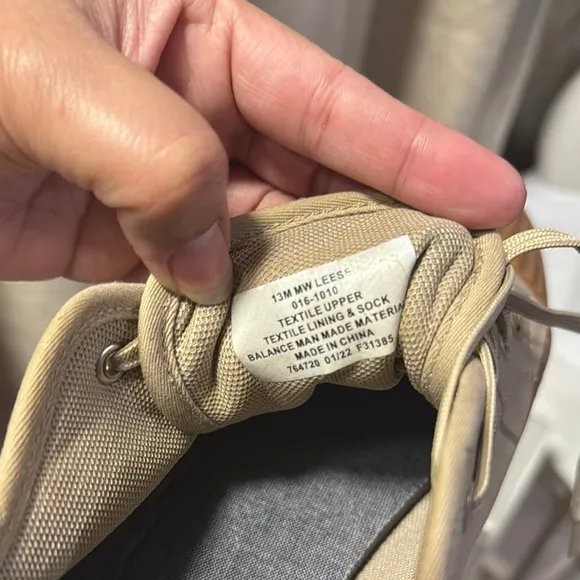 13M MW LEESE
016-1010
TEXTILE UPPER
TEXTILE LINING & SOCK
BALANCE MAN MADE MATERIA
MADE IN CHINA
764720 01/22 F31385